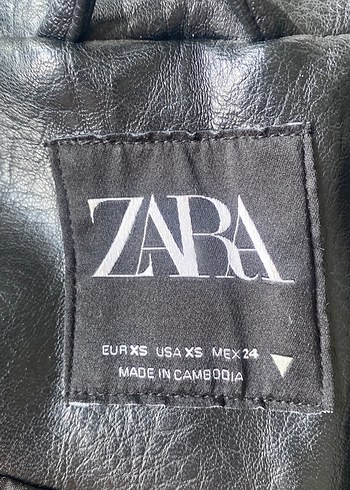 ZARA
EUR XS USA XS MEX 24
MADE IN CAMBODIA